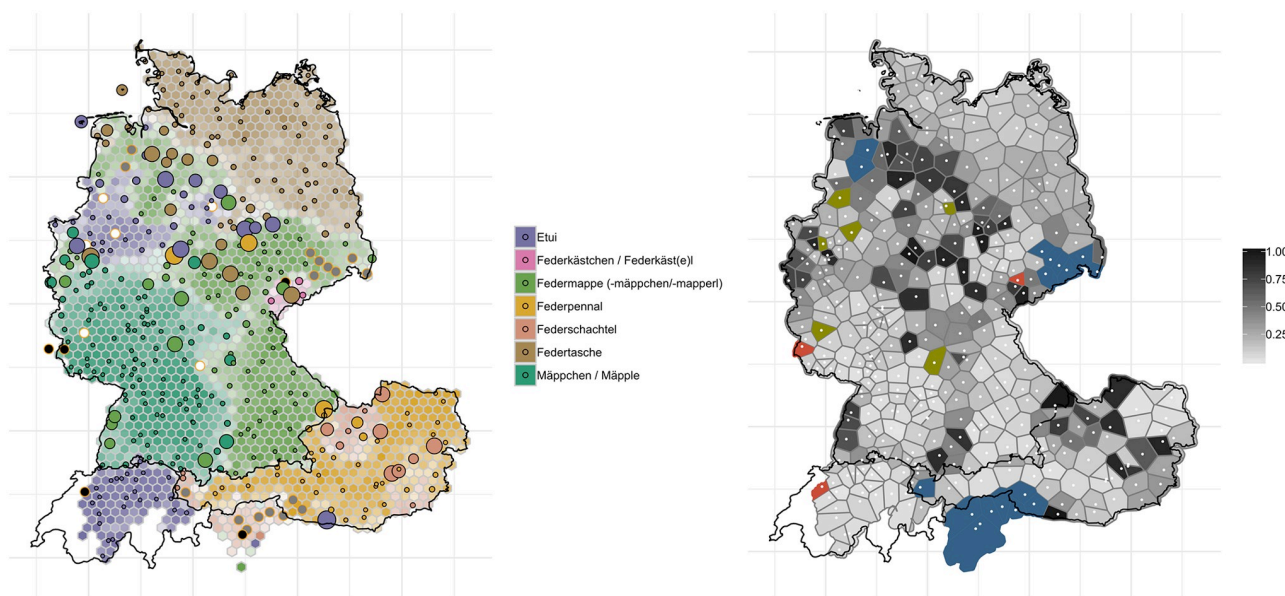 Etui
Federkästchen / Federkäst(e)l
Federmappe (-mäppchen/-mapperl)
Federpennal
Federschachtel
Federtasche
Mäppchen / Mäpple
1.00
0.75
0.50
0.25